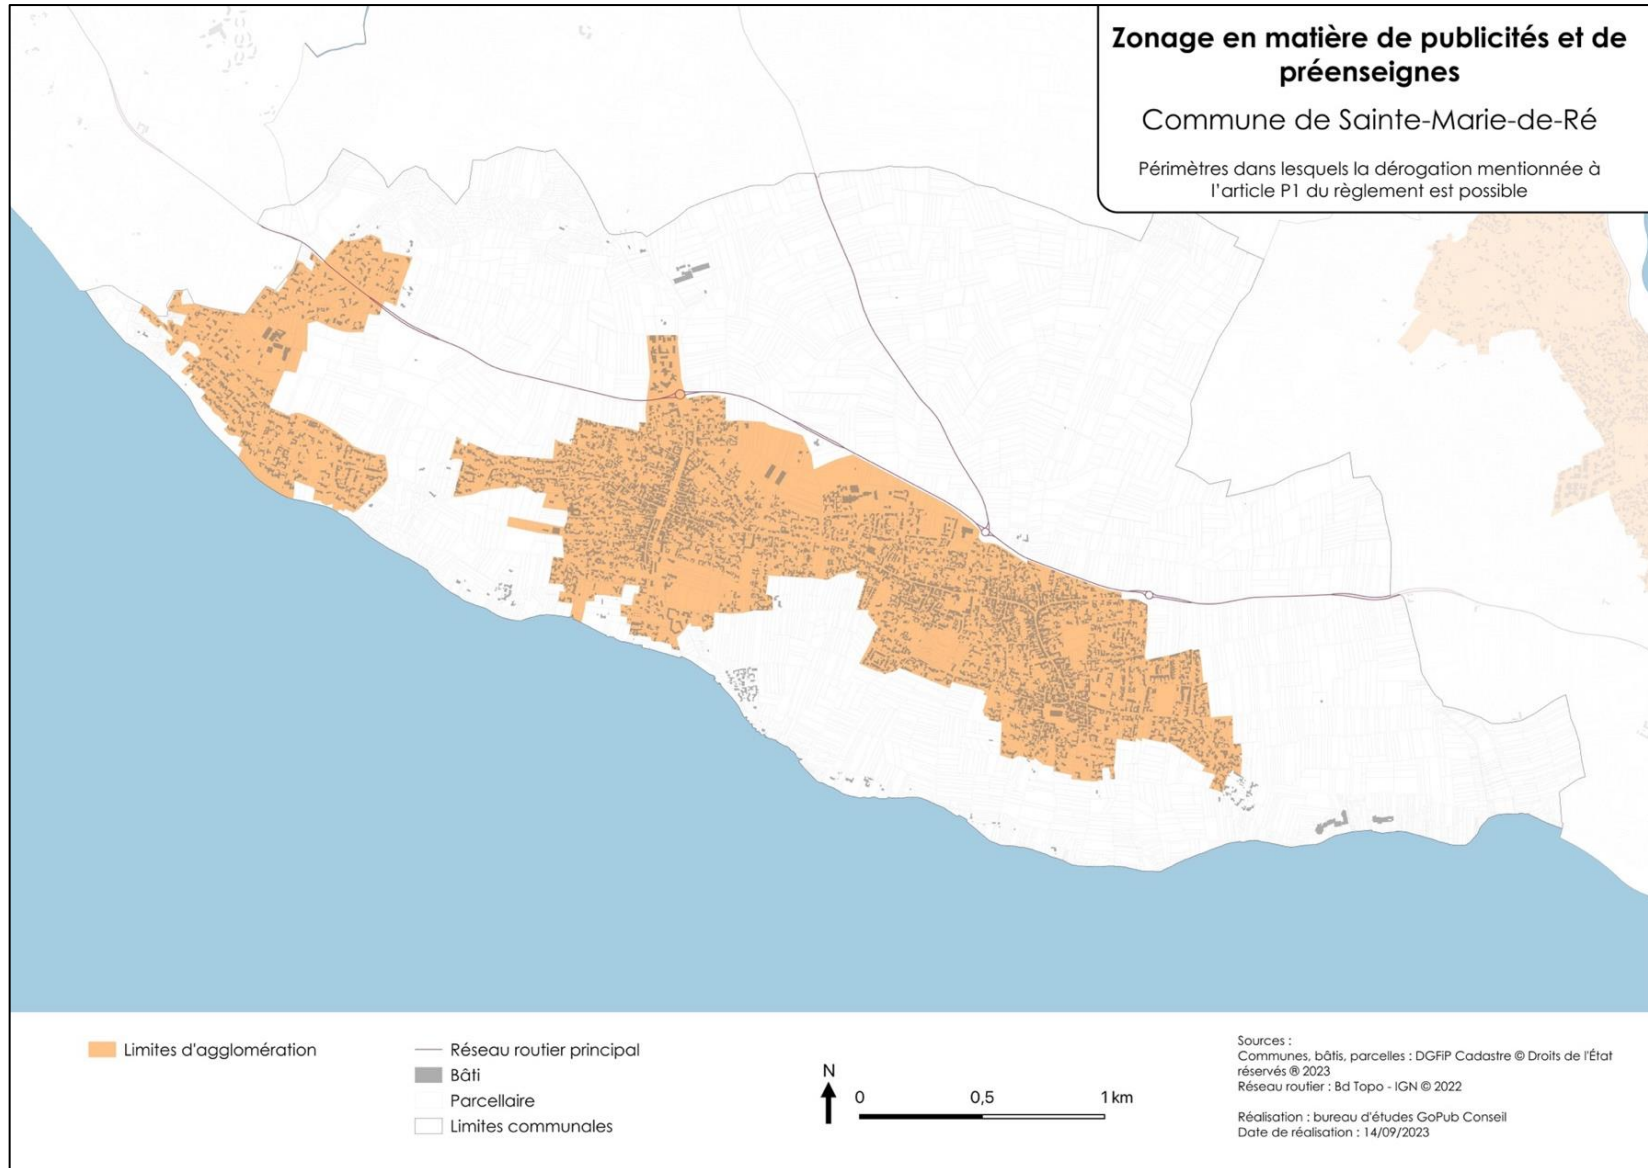 Zonage en matière de publicités et de
préenseignes
Commune de Sainte-Marie-de-Ré
Périmètres dans lesquels la dérogation mentionnée à
l'article P1 du règlement est possible
Limites d'agglomération
Réseau routier principal
Bâti
Parcellaire
Limites communales
N
0 0,5 1 km
Sources :
Communes, bâtis, parcelles : DGFiP Cadastre © Droits de l'État
réservés ® 2023
Réseau routier : Bd Topo - IGN © 2022
Réalisation : bureau d'études GoPub Conseil
Date de réalisation : 14/09/2023